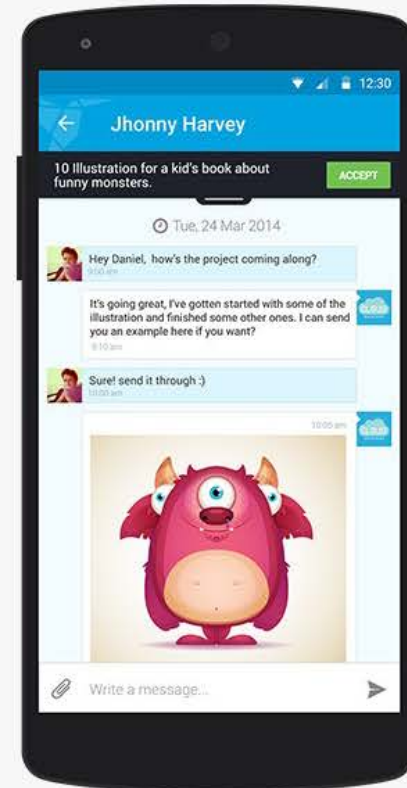 12:30
Jhonny Harvey
10 Illustration for a kid's book about
funny monsters.
ACCEPT
Tue, 24 Mar 2014
Hey Daniel, how's the project coming along?
9:00 am
It's going great, I've gotten started with some of the
illustration and finished some other ones. I can send
you an example here if you want?
9:10 am
Sure! send it through :)
10:00 am
10:05 am
Write a message...